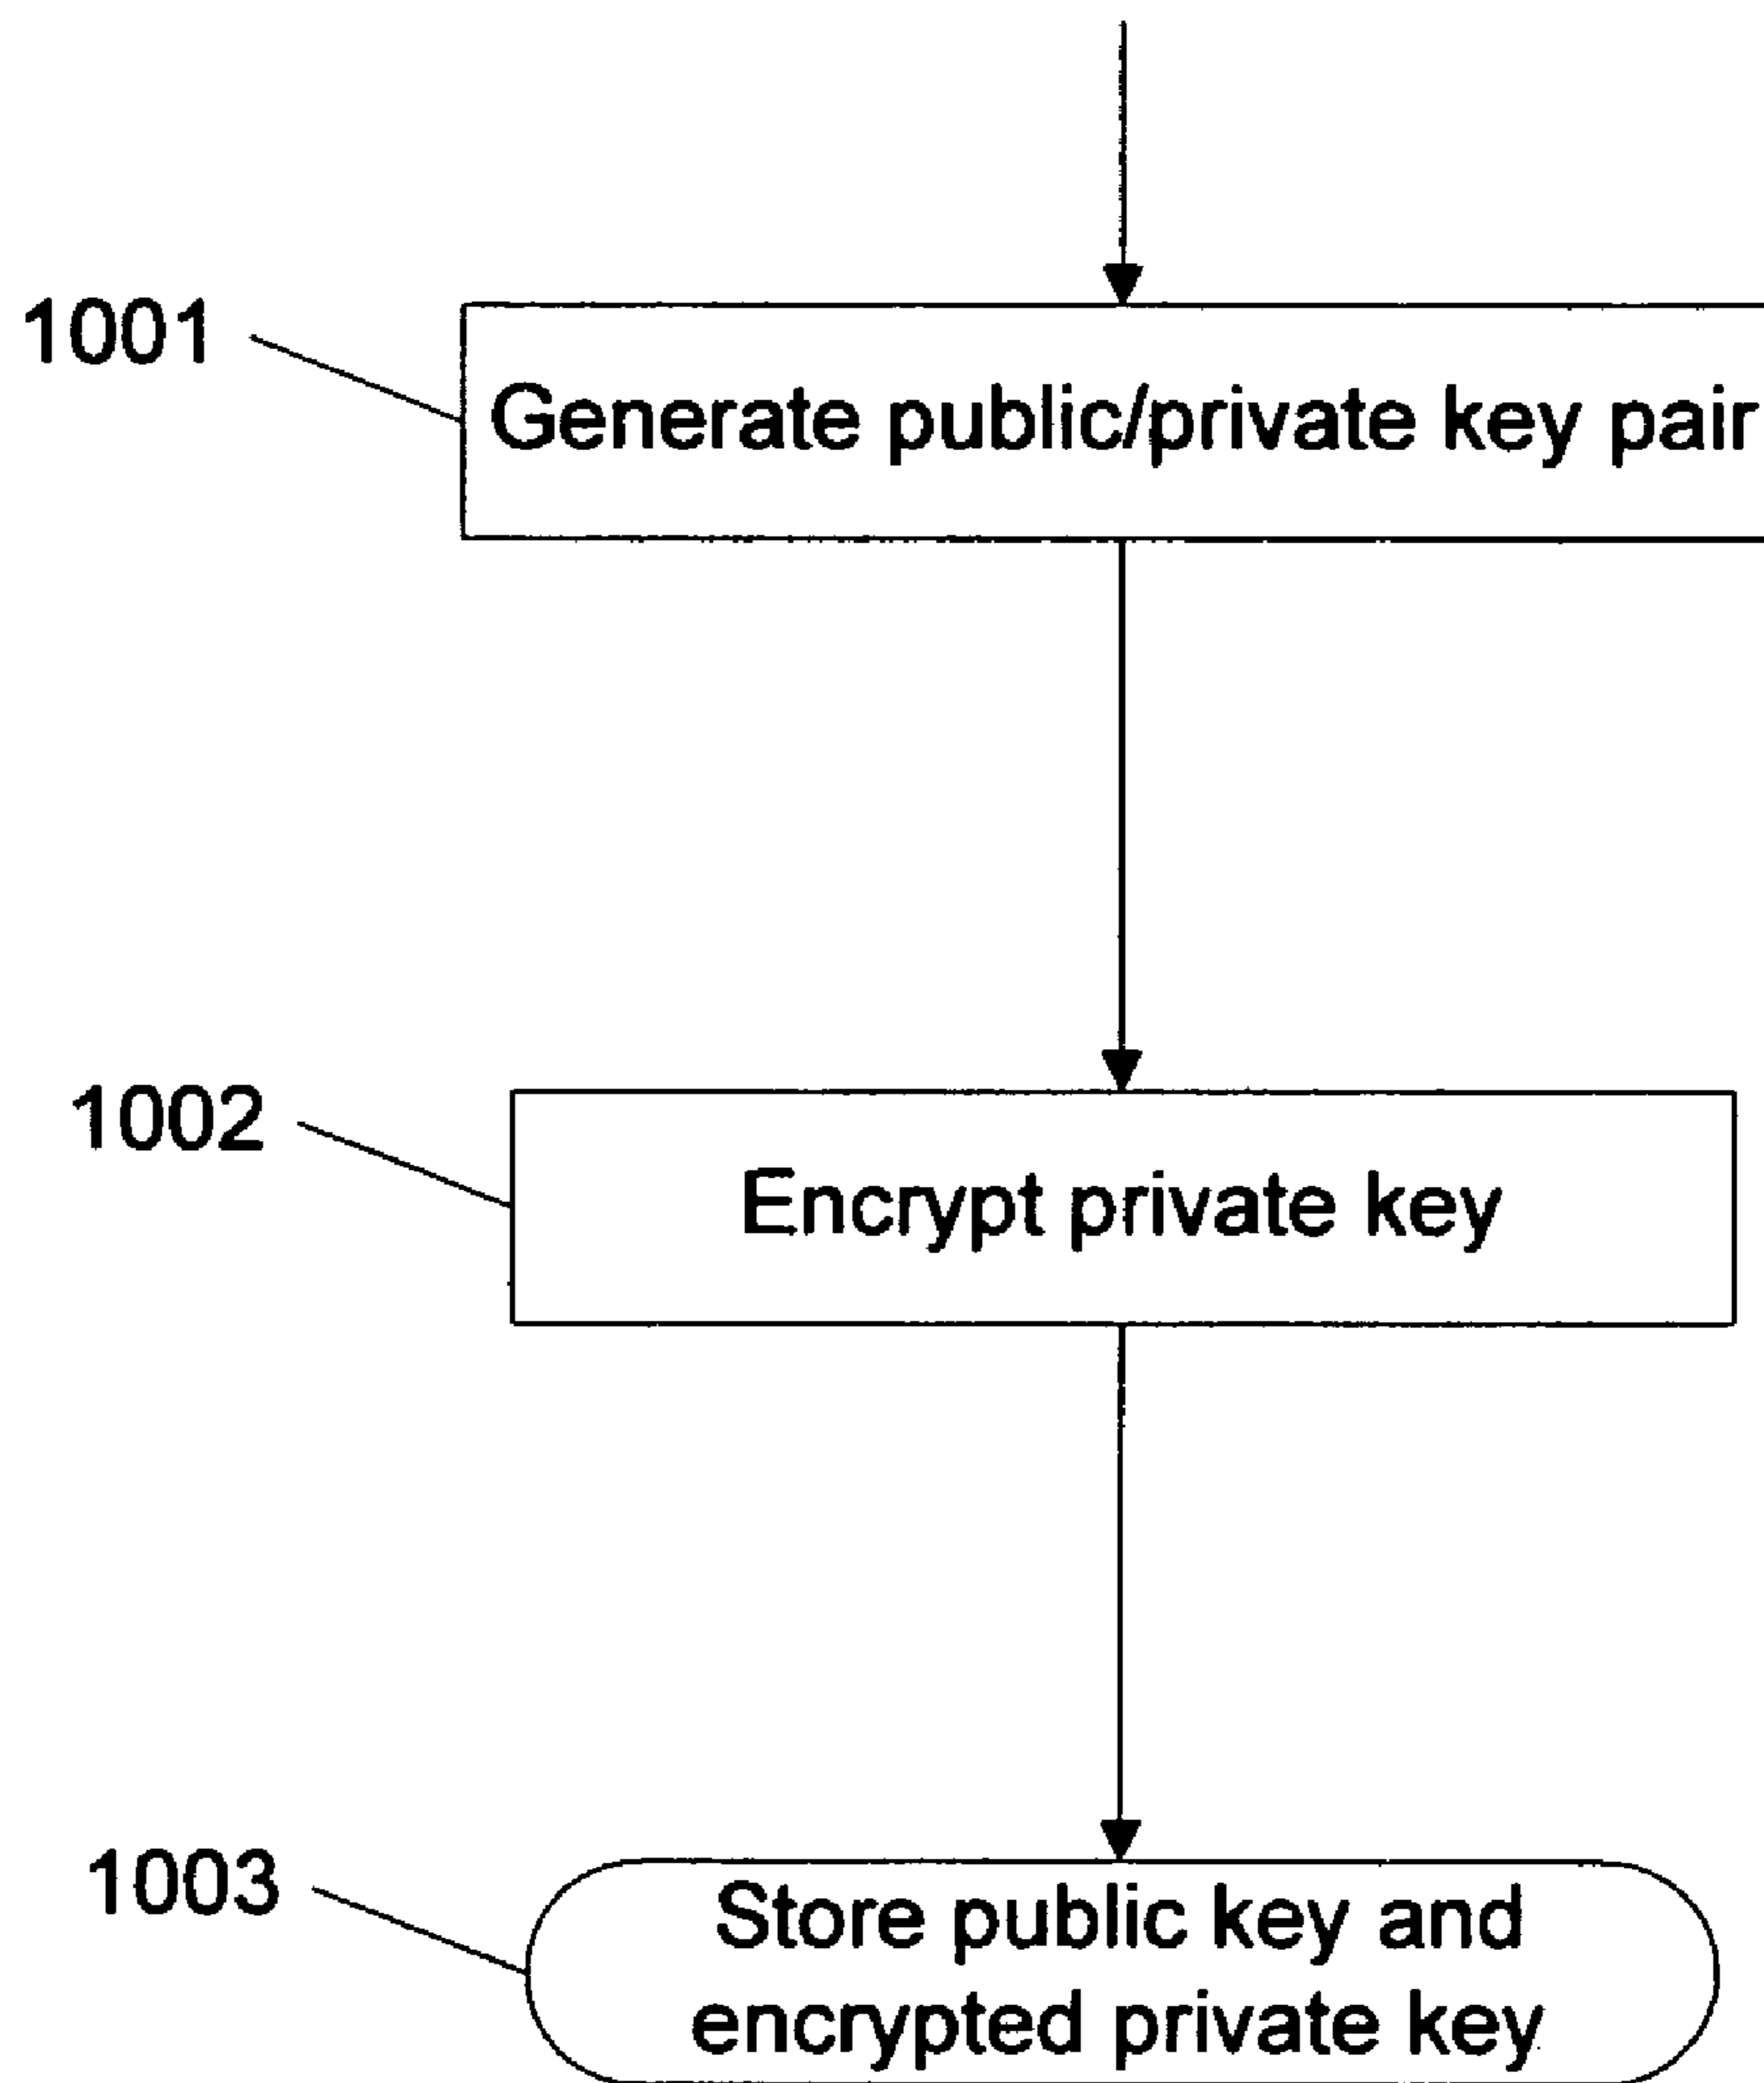 1001
Generate public/private key pair
1002
Encrypt private key
1003
Store public key and
encrypted private key